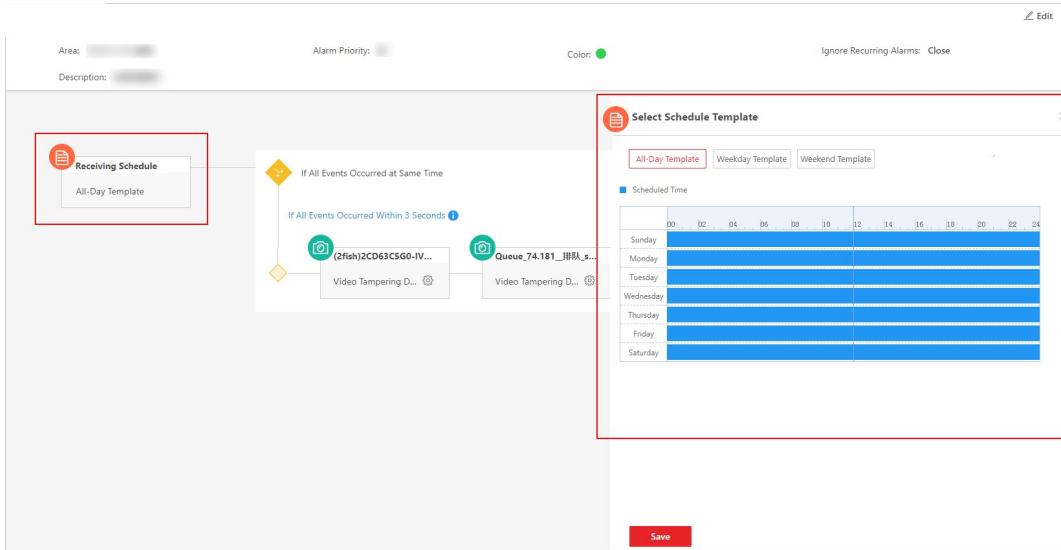 Edit
Area:
Alarm Priority:
Color:
Ignore Recurring Alarms: Close
Description:
Receiving Schedule
All-Day Template
If All Events Occurred at Same Time
If All Events Occurred Within 3 Seconds
(2fish)2CD63C5G0-IV...
Video Tampering D...
Queue_74.181__排队_s...
Video Tampering D...
Select Schedule Template
All-Day Template Weekday Template Weekend Template
Scheduled Time
00 02 04 06 08 10 12 14 16 18 20 22 24
Sunday
Monday
Tuesday
Wednesday
Thursday
Friday
Saturday
Save